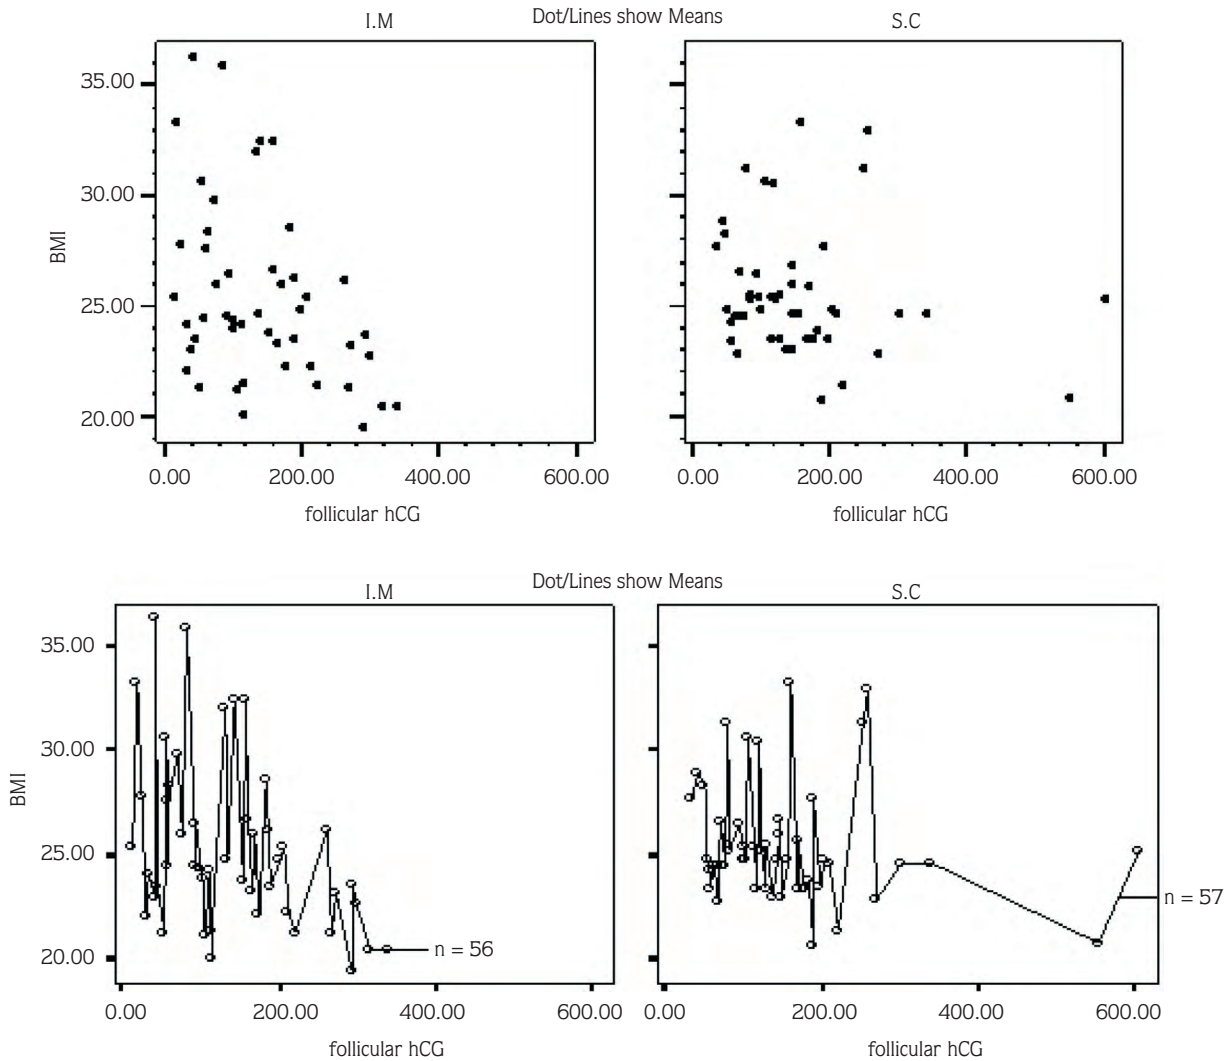 Dot/Lines show Means
I.M
S.C
35.00
30.00
25.00
20.00
BMI
0.00 200.00 400.00 600.00
0.00 200.00 400.00 600.00
follicular hCG
follicular hCG
Dot/Lines show Means
I.M
S.C
35.00
30.00
25.00
20.00
BMI
n = 56
n = 57
0.00 200.00 400.00 600.00
0.00 200.00 400.00 600.00
follicular hCG
follicular hCG